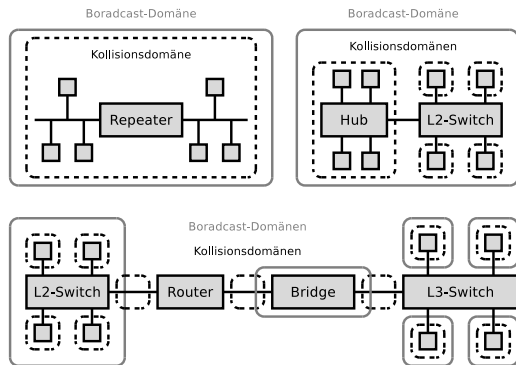 Boradcast-Domäne
Kollisionsdomäne
Repeater
Boradcast-Domäne
Kollisionsdomänen
Hub
L2-Switch
Boradcast-Domänen
Kollisionsdomänen
L2-Switch
Router
Bridge
L3-Switch